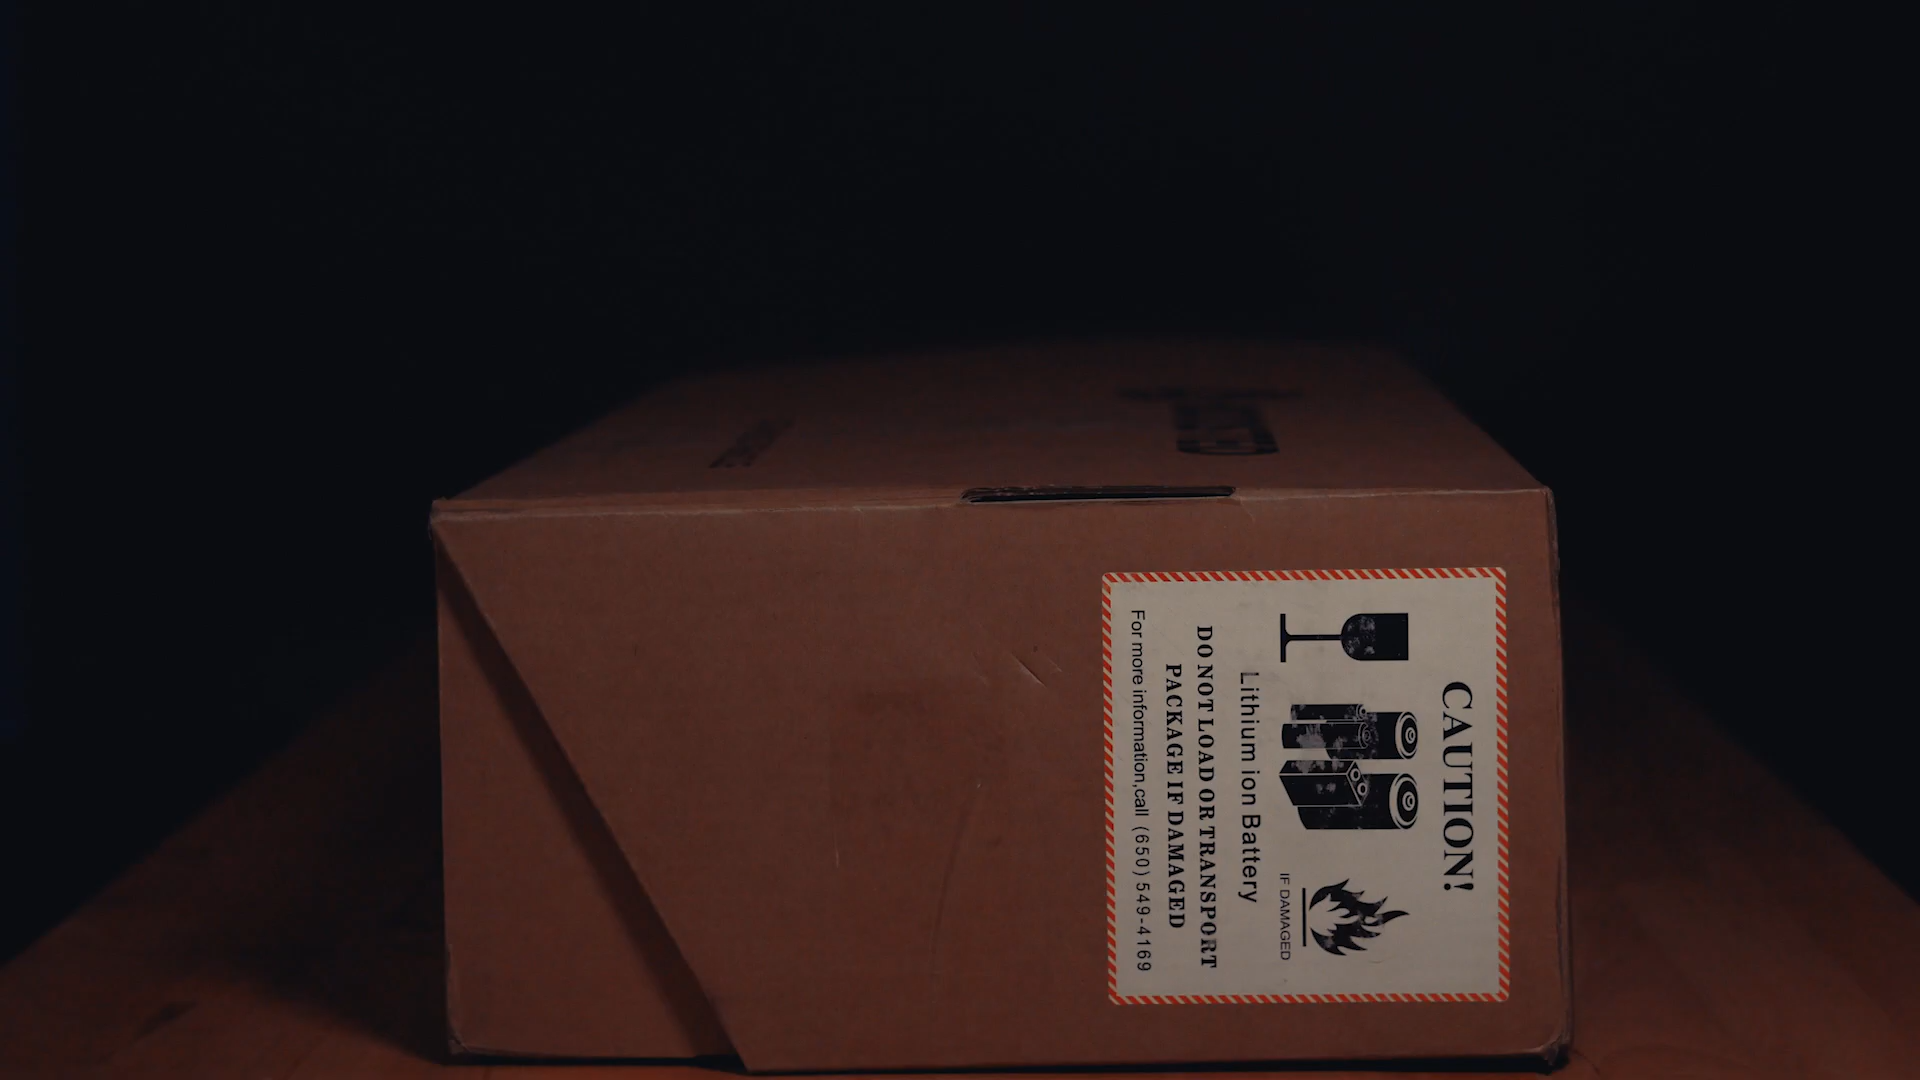 CAUTION!
IF DAMAGED
Lithium ion Battery
DO NOT LOAD OR TRANSPORT
PACKAGE IF DAMAGED
For more information,call (650) 549-4169